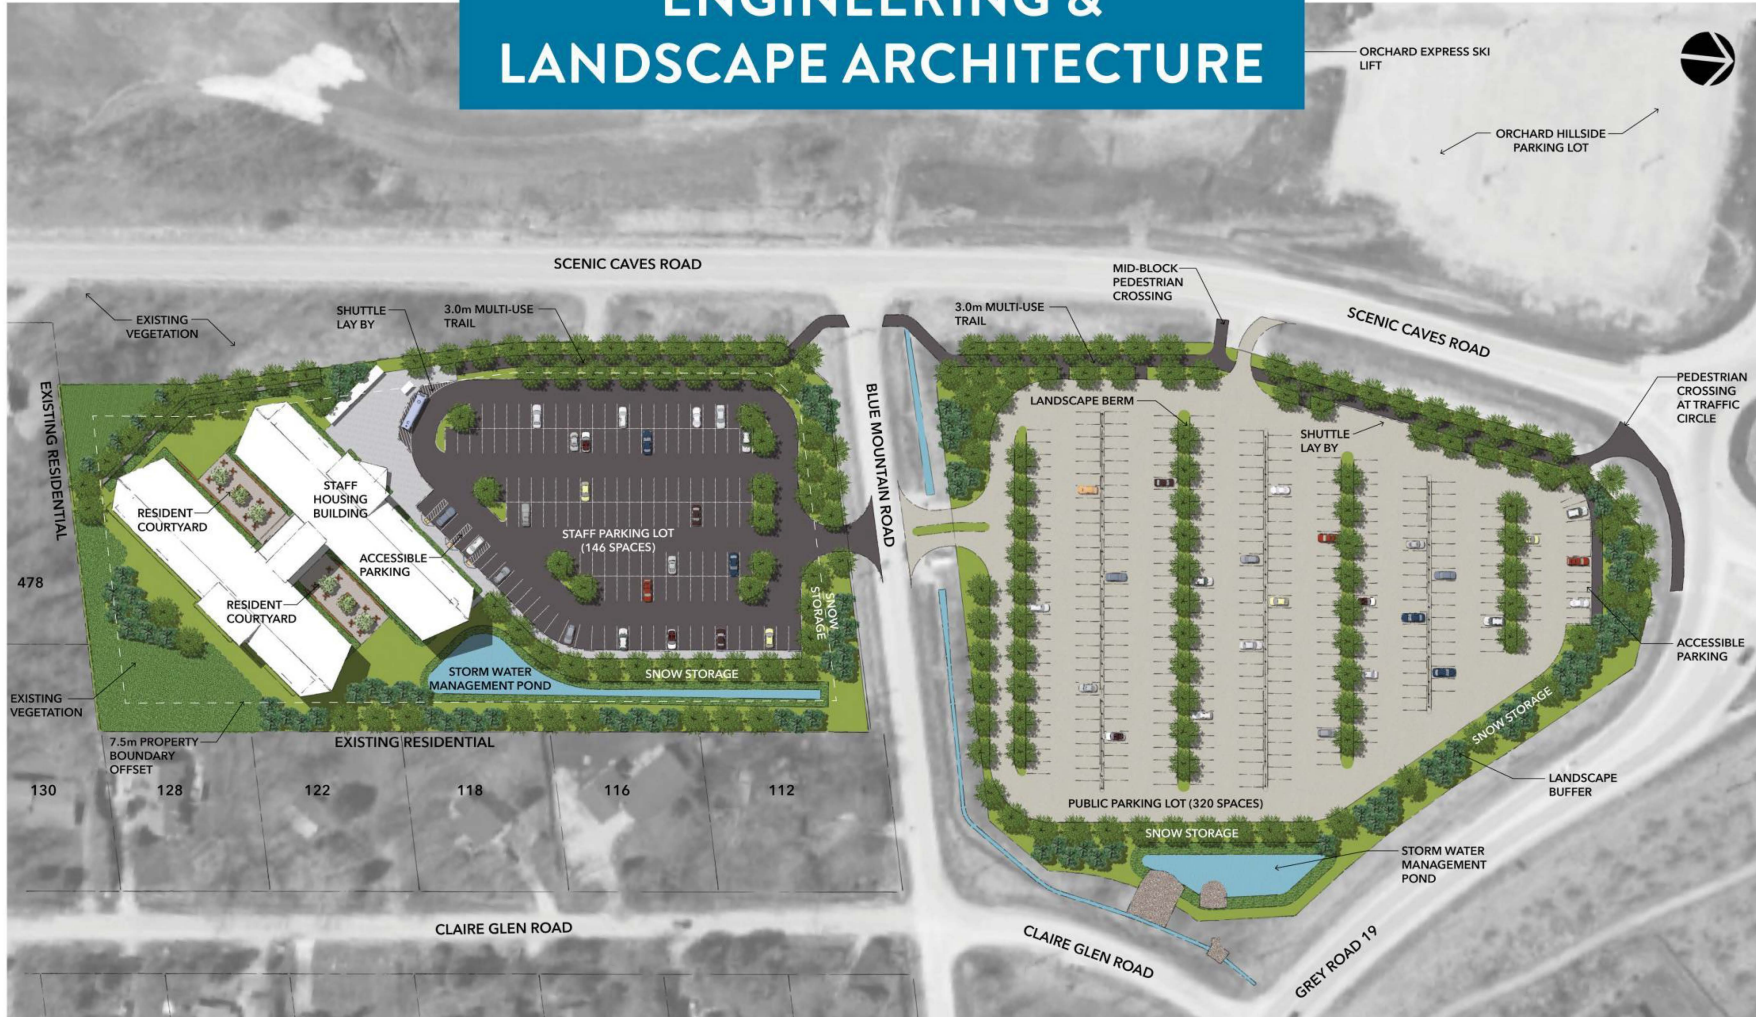 ENGINEERING &
LANDSCAPE ARCHITECTURE
ORCHARD EXPRESS SKI
LIFT
ORCHARD HILLSIDE
PARKING LOT
SCENIC CAVES ROAD
MID-BLOCK
PEDESTRIAN
CROSSING
EXISTING
VEGETATION
SHUTTLE
LAY BY
3.0m MULTI-USE
TRAIL
3.0m MULTI-USE
TRAIL
SCENIC CAVES ROAD
PEDESTRIAN
CROSSING
AT TRAFFIC
CIRCLE
EXISTING RESIDENTIAL
BLUE MOUNTAIN ROAD
LANDSCAPE BERM
SHUTTLE
LAY BY
STAFF
HOUSING
BUILDING
RESIDENT
COURTYARD
STAFF PARKING LOT
(146 SPACES)
ACCESSIBLE
PARKING
478
RESIDENT
COURTYARD
SNOW
STORAGE
ACCESSIBLE
PARKING
STORM WATER
MANAGEMENT POND
SNOW STORAGE
EXISTING
VEGETATION
SNOW STORAGE
7.5m PROPERTY
BOUNDARY
OFFSET
EXISTING RESIDENTIAL
130
128
122
118
116
112
LANDSCAPE
BUFFER
PUBLIC PARKING LOT (320 SPACES)
SNOW STORAGE
STORM WATER
MANAGEMENT
POND
CLAIRE GLEN ROAD
CLAIRE GLEN ROAD
GREY ROAD 19